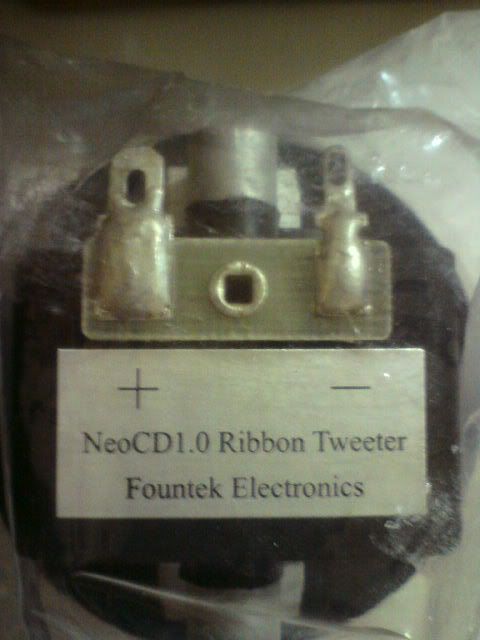 + −
NeoCD1.0 Ribbon Tweeter
Fountek Electronics